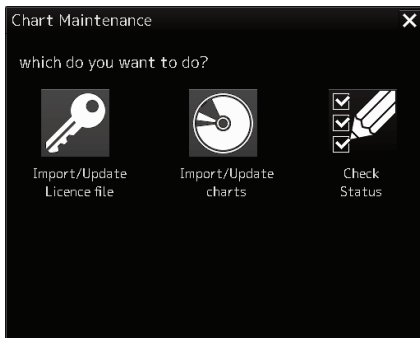 Chart Maintenance
which do you want to do?
Import/Update
Licence file
Import/Update
charts
Check
Status